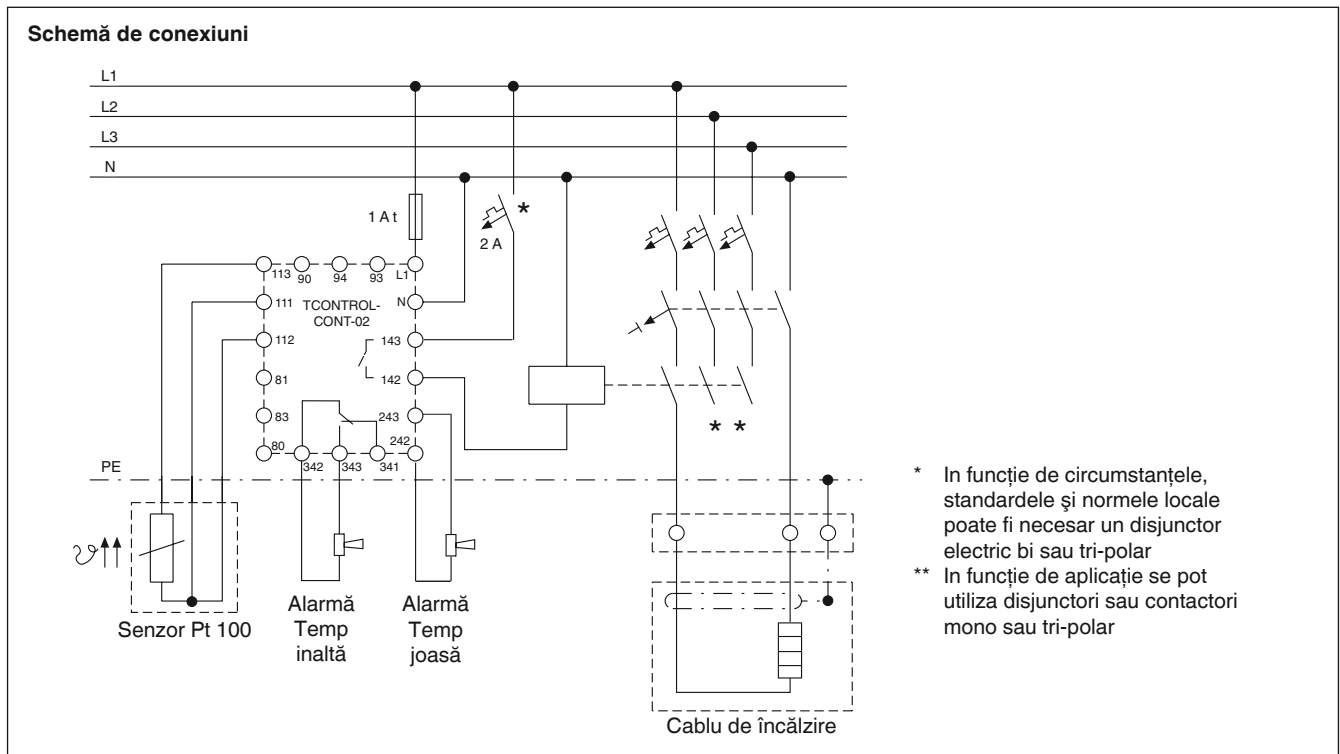 Schemă de conexiuni
L1
L2
L3
N
1 A t
*
2 A
113
90
94
93
L1
111
TCONTROL-
CONT-02
N
112
143
81
142
83
243
80
342
343
341
242
* *
PE
Senzor Pt 100
Alarmă
Temp
inaltă
Alarmă
Temp
joasă
Cablu de încălzire
* In funcție de circumstanțele,
standardele şi normele locale
poate fi necesar un disjunctor
electric bi sau tri-polar
** In funcție de aplicație se pot
utiliza disjunctori sau contactori
mono sau tri-polar